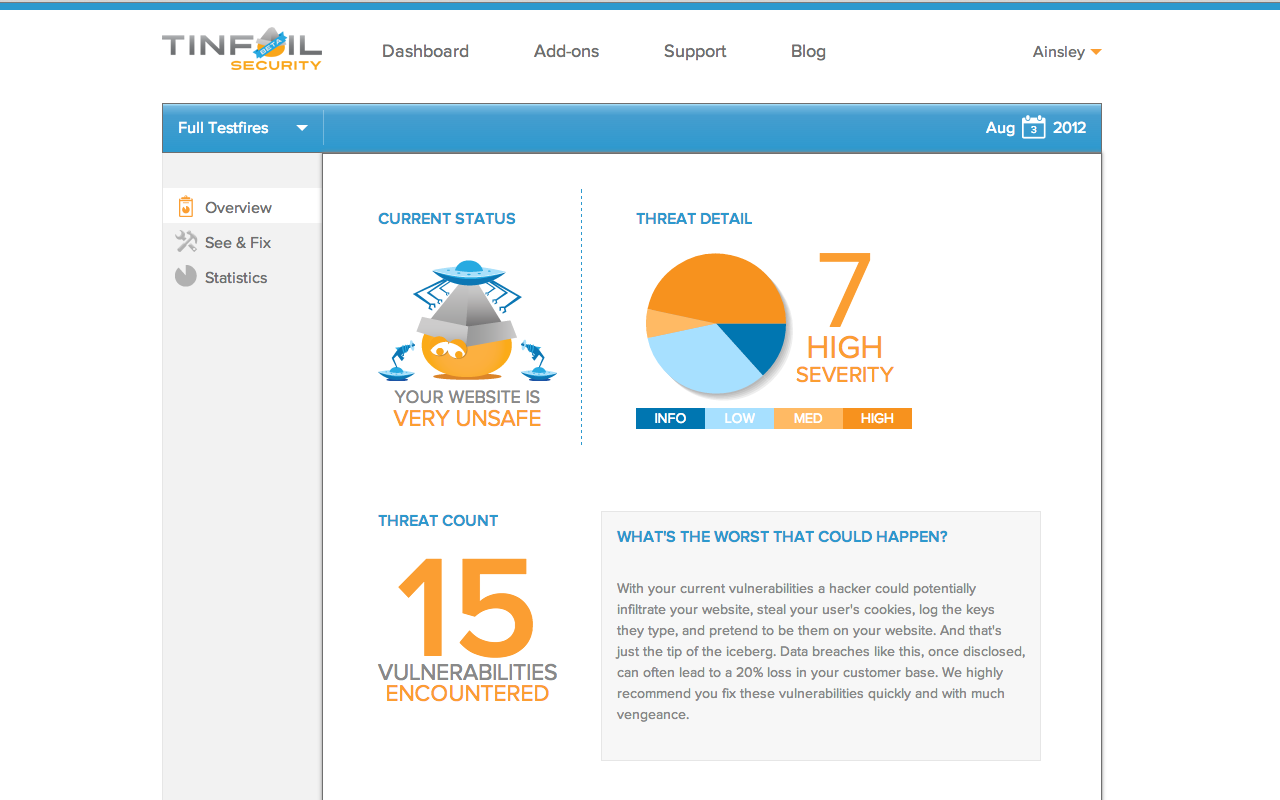 TINFOIL
BETA
SECURITY
Dashboard
Add-ons
Support
Blog
Ainsley
Full Testfires
Aug 3 2012
Overview
See & Fix
Statistics
CURRENT STATUS
YOUR WEBSITE IS
VERY UNSAFE
THREAT DETAIL
7
HIGH
SEVERITY
INFO LOW MED HIGH
THREAT COUNT
15
VULNERABILITIES
ENCOUNTERED
WHAT'S THE WORST THAT COULD HAPPEN?
With your current vulnerabilities a hacker could potentially
infiltrate your website, steal your user's cookies, log the keys
they type, and pretend to be them on your website. And that's
just the tip of the iceberg. Data breaches like this, once disclosed,
can often lead to a 20% loss in your customer base. We highly
recommend you fix these vulnerabilities quickly and with much
vengeance.